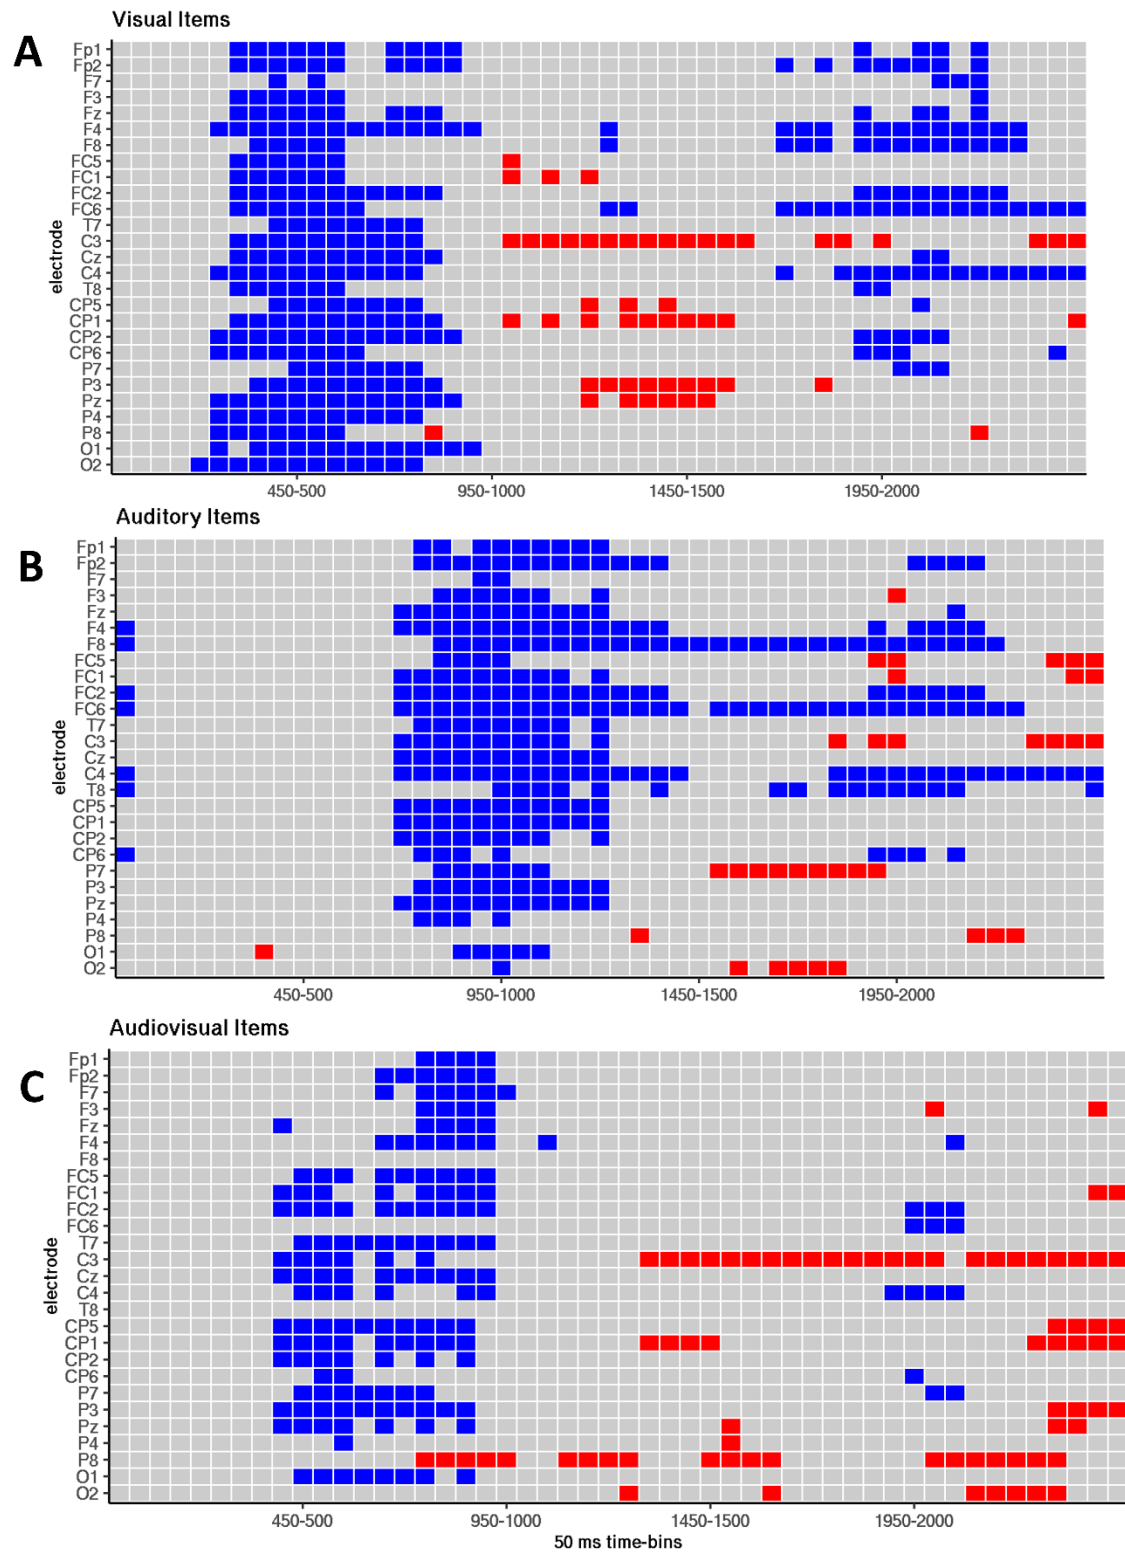 Visual Items
A
Fp1
Fp2
F7
F3
Fz
F4
F8
FC5
FC1
FC2
FC6
T7
C3
Cz
C4
T8
CP5
CP1
CP2
CP6
P7
P3
Pz
P4
P8
O1
O2
electrode
450-500 950-1000 1450-1500 1950-2000
Auditory Items
B
Fp1
Fp2
F7
F3
Fz
F4
F8
FC5
FC1
FC2
FC6
T7
C3
Cz
C4
T8
CP5
CP1
CP2
CP6
P7
P3
Pz
P4
P8
O1
O2
electrode
450-500 950-1000 1450-1500 1950-2000
Audiovisual Items
C
Fp1
Fp2
F7
F3
Fz
F4
F8
FC5
FC1
FC2
FC6
T7
C3
Cz
C4
T8
CP5
CP1
CP2
CP6
P7
P3
Pz
P4
P8
O1
O2
electrode
450-500 950-1000 1450-1500 1950-2000
50 ms time-bins